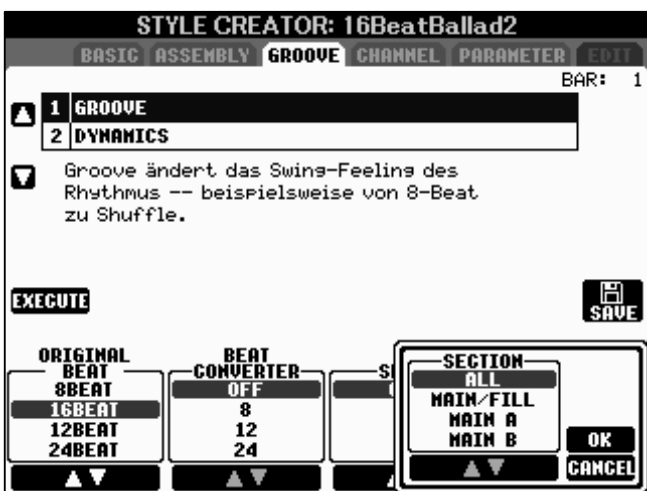 STYLE CREATOR: 16BeatBallad2
BASIC ASSEMBLY GROOVE CHANNEL PARAMETER EDIT
BAR: 1
1 GROOVE
2 DYNAMICS
Groove ändert das Swing-Feeling des
Rhythmus -- beispielsweise von 8-Beat
zu Shuffle.
EXECUTE
SAVE
ORIGINAL
BEAT
8BEAT
16BEAT
12BEAT
24BEAT
BEAT
CONVERTER
OFF
8
12
24
SECTION
ALL
MAIN/FILL
MAIN A
MAIN B
OK
CANCEL